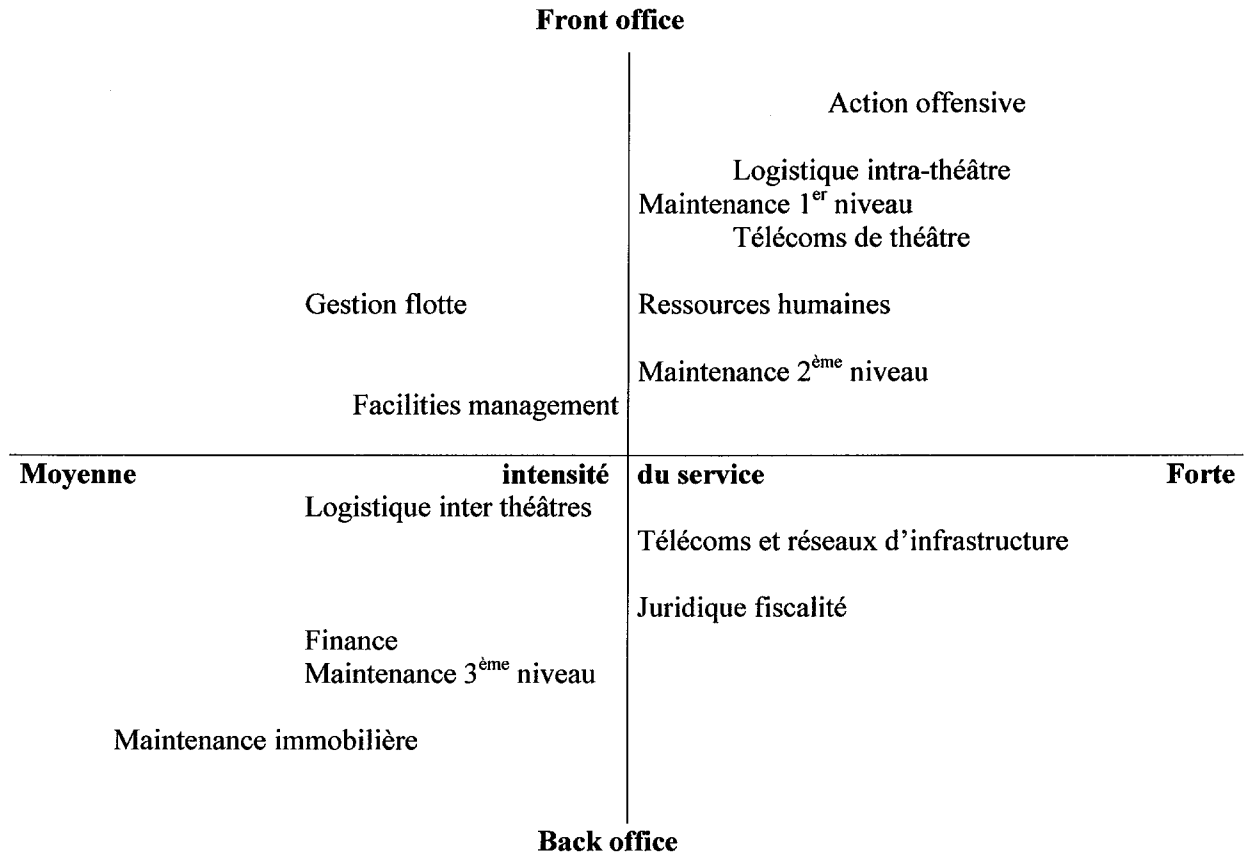 Front office
Action offensive
Logistique intra-théâtre
Maintenance 1er niveau
Télécoms de théâtre
Gestion flotte Ressources humaines
Maintenance 2ème niveau
Facilities management
Moyenne intensité du service Forte
Logistique inter théâtres
Télécoms et réseaux d'infrastructure
Juridique fiscalité
Finance
Maintenance 3ème niveau
Maintenance immobilière
Back office